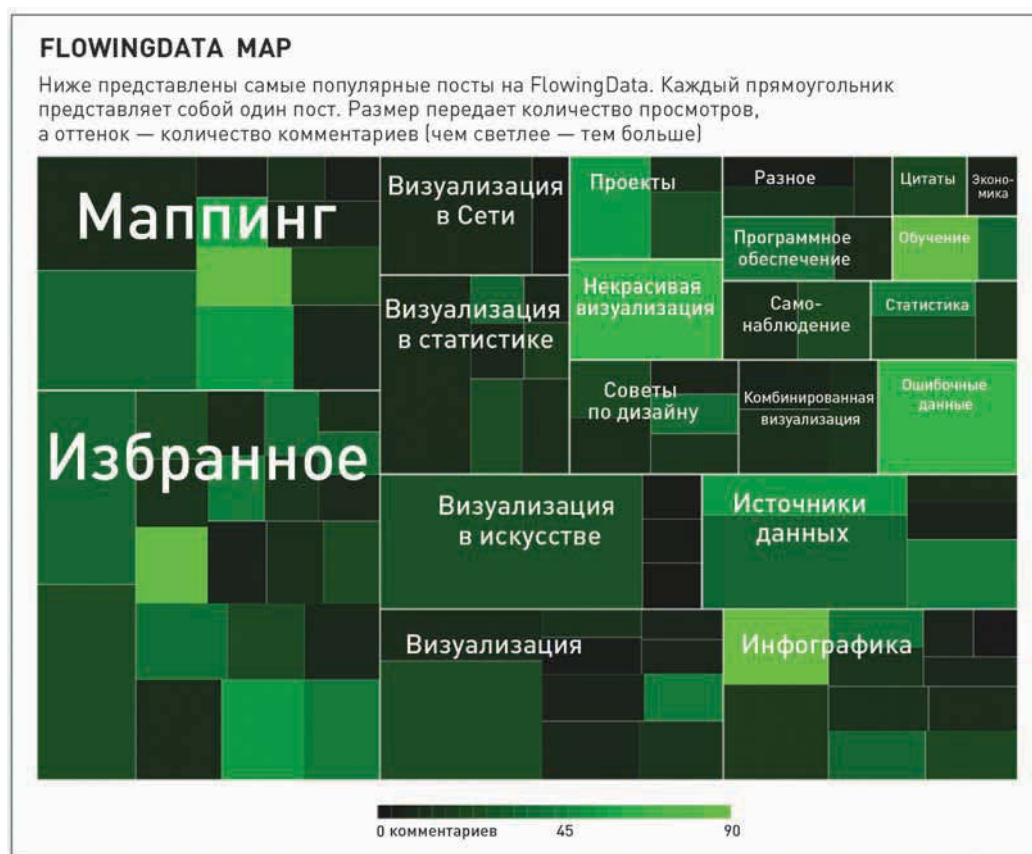 FLOWINGDATA MAP
Ниже представлены самые популярные посты на FlowingData. Каждый прямоугольник
представляет собой один пост. Размер передает количество просмотров,
а оттенок — количество комментариев (чем светлее — тем больше)
Маппинг
Избранное
Визуализация
в Сети
Визуализация
в статистике
Проекты
Некрасивая
визуализация
Советы
по дизайну
Разное
Цитаты
Эконо-
мика
Программное
обеспечение
Обучение
Само-
наблюдение
Статистика
Комбинированная
визуализация
Ошибочные
данные
Визуализация
в искусстве
Источники
данных
Визуализация
Инфографика
0 комментариев 45 90